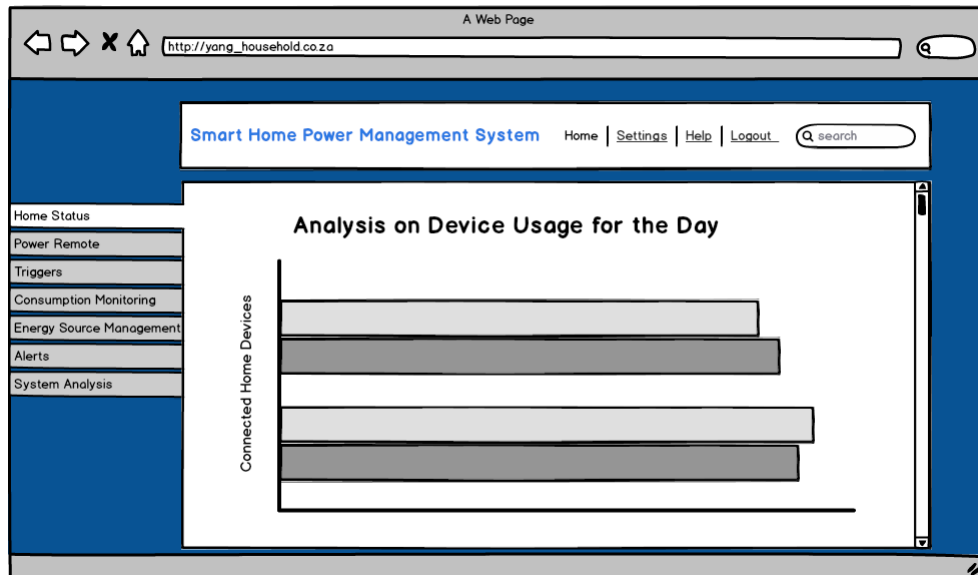 A Web Page
http://yang_household.co.za
Smart Home Power Management System
Home Settings Help Logout
search
Home Status
Power Remote
Triggers
Consumption Monitoring
Energy Source Management
Alerts
System Analysis
Analysis on Device Usage for the Day
Connected Home Devices